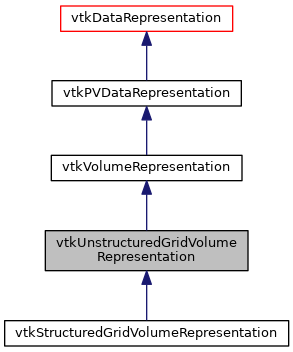 vtkDataRepresentation
vtkPVDataRepresentation
vtkVolumeRepresentation
vtkUnstructuredGridVolume
Representation
vtkStructuredGridVolumeRepresentation